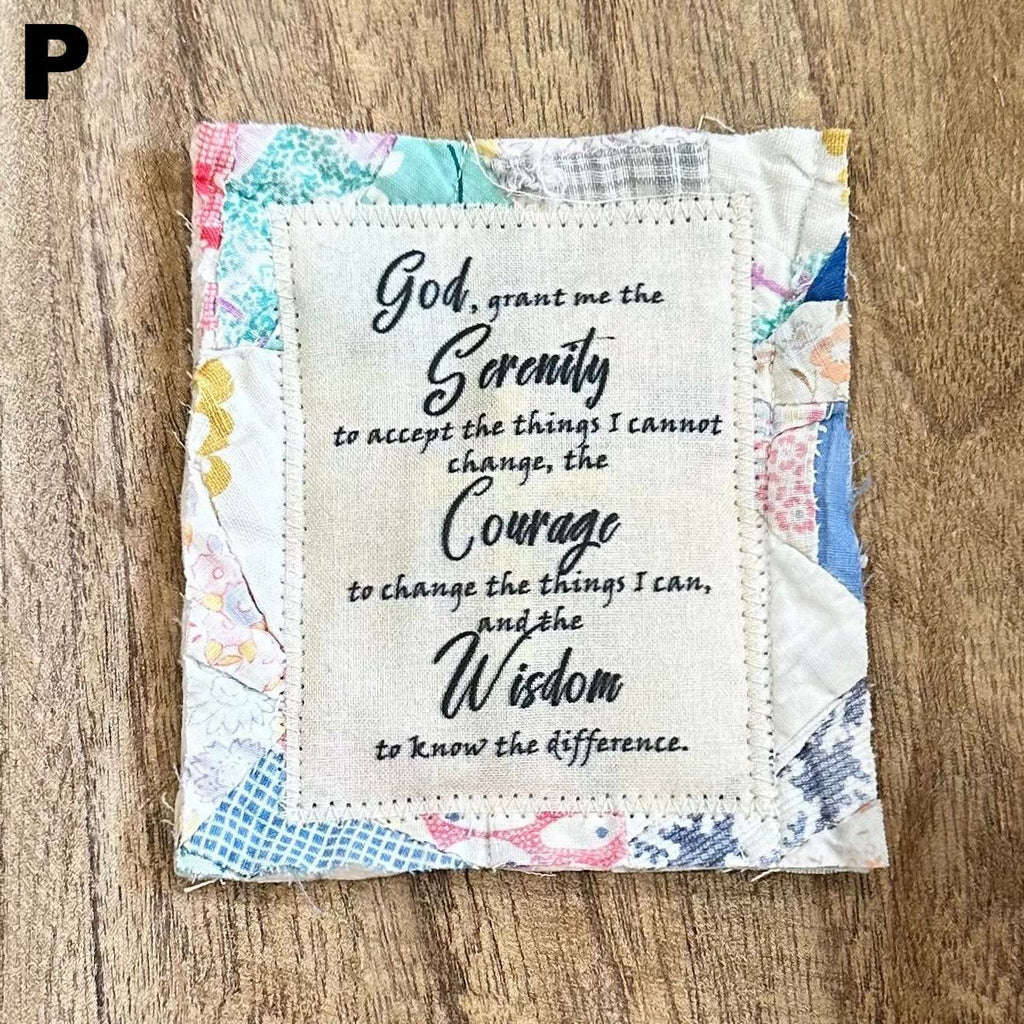 P
God, grant me the
Serenity
to accept the things I cannot
change, the
Courage
to change the things I can,
and the
Wisdom
to know the difference.